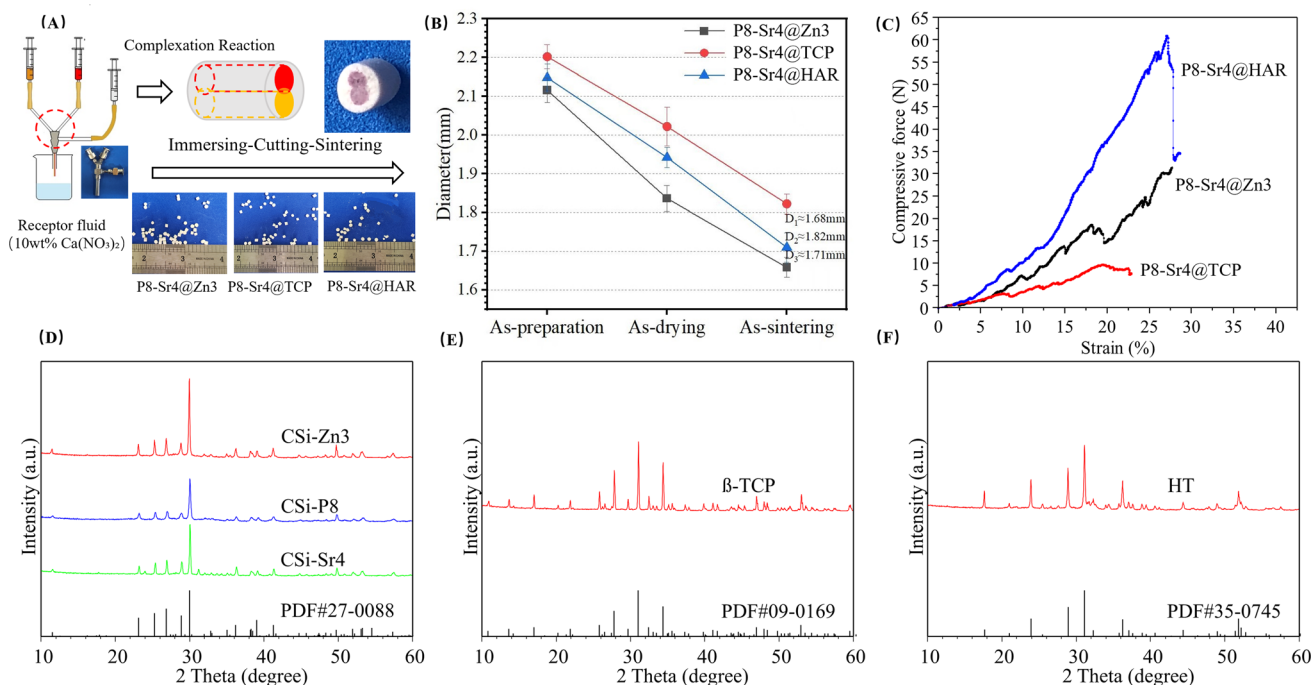 (A)
Complexation Reaction
Immersing-Cutting-Sintering
Receptor fluid
(10wt% Ca(NO₃)₂)
P8-Sr4@Zn3
P8-Sr4@TCP
P8-Sr4@HAR
(B)
Diameter(mm)
2.3
2.2
2.1
2.0
1.9
1.8
1.7
1.6
P8-Sr4@Zn3
P8-Sr4@TCP
P8-Sr4@HAR
D₁≈1.68mm
D₂≈1.82mm
D₃≈1.71mm
As-preparation
As-drying
As-sintering
(C)
Compressive force (N)
65
60
55
50
45
40
35
30
25
20
15
10
5
0
P8-Sr4@HAR
P8-Sr4@Zn3
P8-Sr4@TCP
0 5 10 15 20 25 30 35 40
Strain (%)
(D)
Intensity (a.u.)
CSi-Zn3
CSi-P8
CSi-Sr4
PDF#27-0088
10 20 30 40 50 60
2 Theta (degree)
(E)
Intensity (a.u.)
ß-TCP
PDF#09-0169
10 20 30 40 50 60
2 Theta (degree)
(F)
Intensity (a.u.)
HT
PDF#35-0745
10 20 30 40 50 60
2 Theta (degree)